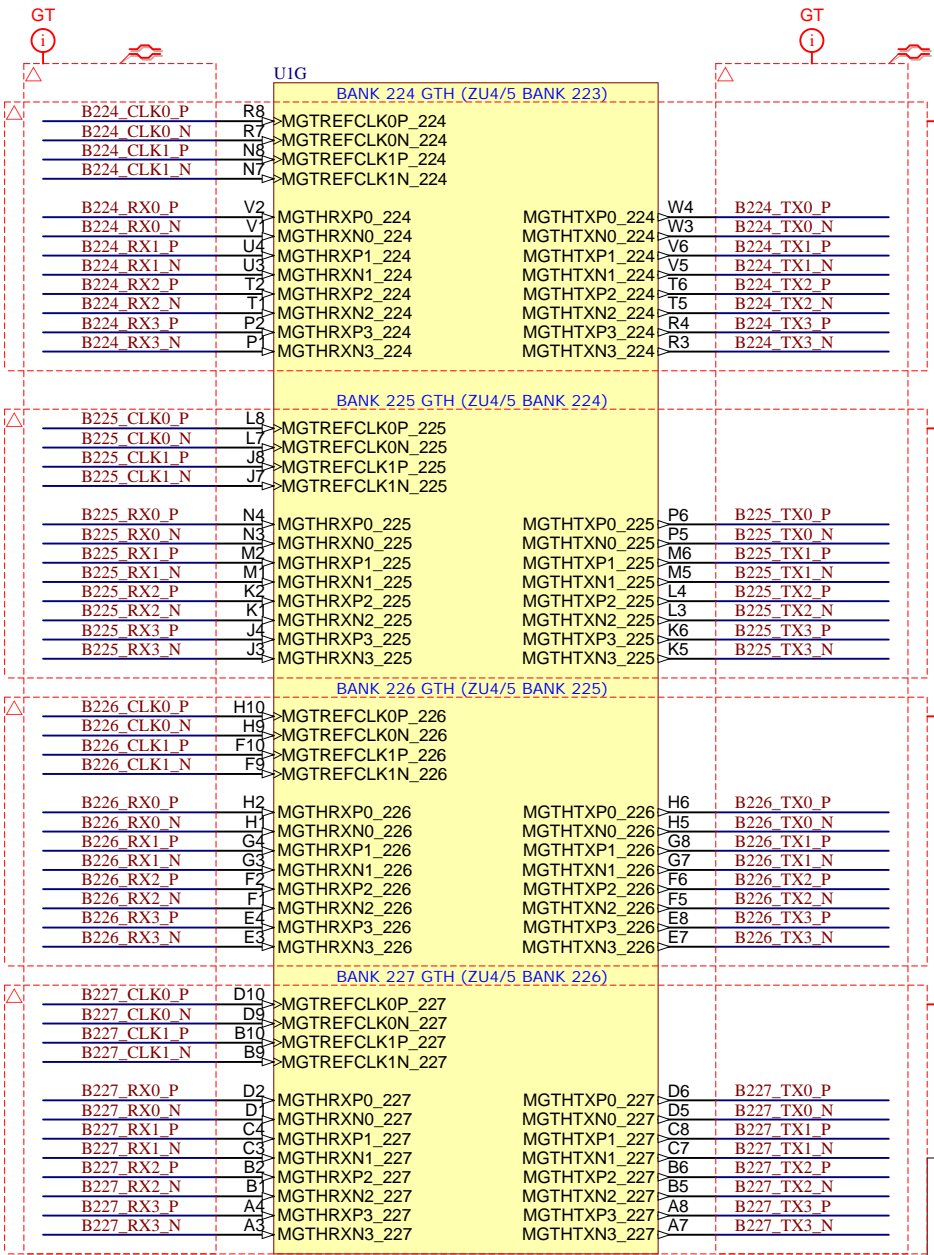 GT GT
i i
U1G
BANK 224 GTH (ZU4/5 BANK 223)
B224_CLK0_P R8 MGTREFCLK0P_224
B224_CLK0_N R7 MGTREFCLK0N_224
B224_CLK1_P N8 MGTREFCLK1P_224
B224_CLK1_N N7 MGTREFCLK1N_224
B224_RX0_P V2 MGTHRXP0_224 MGTHTXP0_224 W4 B224_TX0_P
B224_RX0_N V1 MGTHRXN0_224 MGTHTXN0_224 W3 B224_TX0_N
B224_RX1_P U4 MGTHRXP1_224 MGTHTXP1_224 V6 B224_TX1_P
B224_RX1_N U3 MGTHRXN1_224 MGTHTXN1_224 V5 B224_TX1_N
B224_RX2_P T2 MGTHRXP2_224 MGTHTXP2_224 T6 B224_TX2_P
B224_RX2_N T1 MGTHRXN2_224 MGTHTXN2_224 T5 B224_TX2_N
B224_RX3_P P2 MGTHRXP3_224 MGTHTXP3_224 R4 B224_TX3_P
B224_RX3_N P1 MGTHRXN3_224 MGTHTXN3_224 R3 B224_TX3_N
BANK 225 GTH (ZU4/5 BANK 224)
B225_CLK0_P L8 MGTREFCLK0P_225
B225_CLK0_N L7 MGTREFCLK0N_225
B225_CLK1_P J8 MGTREFCLK1P_225
B225_CLK1_N J7 MGTREFCLK1N_225
B225_RX0_P N4 MGTHRXP0_225 MGTHTXP0_225 P6 B225_TX0_P
B225_RX0_N N3 MGTHRXN0_225 MGTHTXN0_225 P5 B225_TX0_N
B225_RX1_P M2 MGTHRXP1_225 MGTHTXP1_225 M6 B225_TX1_P
B225_RX1_N M1 MGTHRXN1_225 MGTHTXN1_225 M5 B225_TX1_N
B225_RX2_P K2 MGTHRXP2_225 MGTHTXP2_225 L4 B225_TX2_P
B225_RX2_N K1 MGTHRXN2_225 MGTHTXN2_225 L3 B225_TX2_N
B225_RX3_P J4 MGTHRXP3_225 MGTHTXP3_225 K6 B225_TX3_P
B225_RX3_N J3 MGTHRXN3_225 MGTHTXN3_225 K5 B225_TX3_N
BANK 226 GTH (ZU4/5 BANK 225)
B226_CLK0_P H10 MGTREFCLK0P_226
B226_CLK0_N H9 MGTREFCLK0N_226
B226_CLK1_P F10 MGTREFCLK1P_226
B226_CLK1_N F9 MGTREFCLK1N_226
B226_RX0_P H2 MGTHRXP0_226 MGTHTXP0_226 H6 B226_TX0_P
B226_RX0_N H1 MGTHRXN0_226 MGTHTXN0_226 H5 B226_TX0_N
B226_RX1_P G4 MGTHRXP1_226 MGTHTXP1_226 G8 B226_TX1_P
B226_RX1_N G3 MGTHRXN1_226 MGTHTXN1_226 G7 B226_TX1_N
B226_RX2_P F2 MGTHRXP2_226 MGTHTXP2_226 F6 B226_TX2_P
B226_RX2_N F1 MGTHRXN2_226 MGTHTXN2_226 F5 B226_TX2_N
B226_RX3_P E4 MGTHRXP3_226 MGTHTXP3_226 E8 B226_TX3_P
B226_RX3_N E3 MGTHRXN3_226 MGTHTXN3_226 E7 B226_TX3_N
BANK 227 GTH (ZU4/5 BANK 226)
B227_CLK0_P D10 MGTREFCLK0P_227
B227_CLK0_N D9 MGTREFCLK0N_227
B227_CLK1_P B10 MGTREFCLK1P_227
B227_CLK1_N B9 MGTREFCLK1N_227
B227_RX0_P D2 MGTHRXP0_227 MGTHTXP0_227 D6 B227_TX0_P
B227_RX0_N D1 MGTHRXN0_227 MGTHTXN0_227 D5 B227_TX0_N
B227_RX1_P C4 MGTHRXP1_227 MGTHTXP1_227 C8 B227_TX1_P
B227_RX1_N C3 MGTHRXN1_227 MGTHTXN1_227 C7 B227_TX1_N
B227_RX2_P B2 MGTHRXP2_227 MGTHTXP2_227 B6 B227_TX2_P
B227_RX2_N B1 MGTHRXN2_227 MGTHTXN2_227 B5 B227_TX2_N
B227_RX3_P A4 MGTHRXP3_227 MGTHTXP3_227 A8 B227_TX3_P
B227_RX3_N A3 MGTHRXN3_227 MGTHTXN3_227 A7 B227_TX3_N